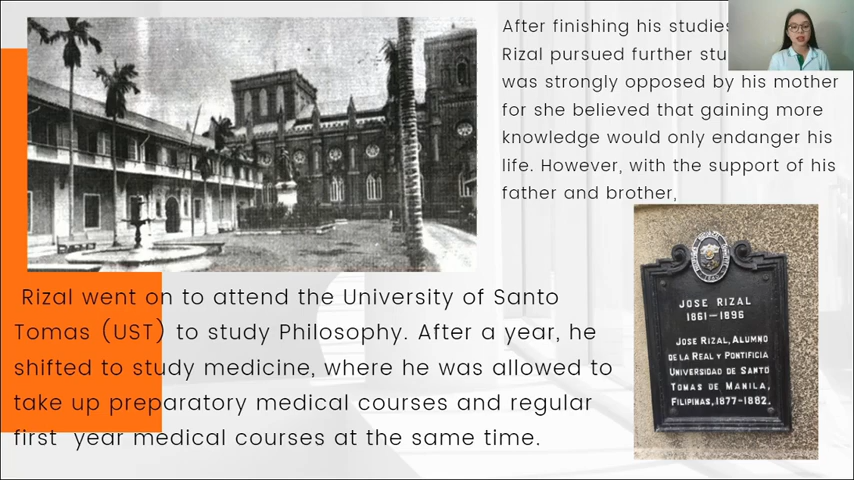 After finishing his studies
Rizal pursued further stu
was strongly opposed by his mother
for she believed that gaining more
knowledge would only endanger his
life. However, with the support of his
father and brother,
Rizal went on to attend the University of Santo
Tomas (UST) to study Philosophy. After a year, he
shifted to study medicine, where he was allowed to
take up preparatory medical courses and regular
first year medical courses at the same time.
JOSE RIZAL
1861—1896
JOSE RIZAL, ALUMNO
DE LA REAL Y PONTIFICIA
UNIVERSIDAD DE SANTO
TOMAS DE MANILA,
FILIPINAS, 1877-1882.